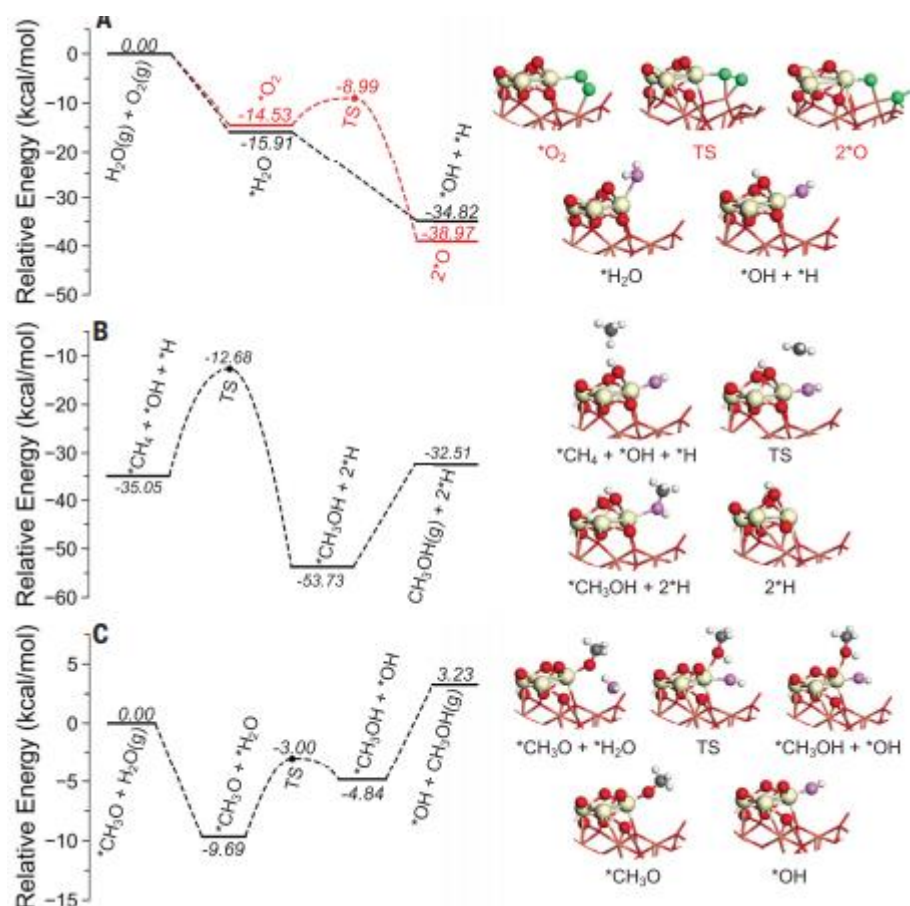 A
Relative Energy (kcal/mol)
0
−10
−20
−30
−40
−50
0.00
H₂O(g) + O₂(g)
*O₂
-14.53
-15.91
*H₂O
-8.99
TS
*OH + *H
-34.82
-38.97
2*O
*O₂
TS
2*O
*H₂O
*OH + *H
B
Relative Energy (kcal/mol)
−10
−20
−30
−40
−50
−60
*CH₄ + *OH + *H
-35.05
-12.68
TS
*CH₃OH + 2*H
-53.73
-32.51
CH₃OH(g) + 2*H
*CH₄ + *OH + *H
TS
*CH₃OH + 2*H
2*H
C
Relative Energy (kcal/mol)
5
0
−5
−10
−15
0.00
*CH₃O + H₂O(g)
*CH₃O + *H₂O
-9.69
-3.00
TS
*CH₃OH + *OH
-4.84
3.23
*OH + CH₃OH(g)
*CH₃O + *H₂O
TS
*CH₃OH + *OH
*CH₃O
*OH